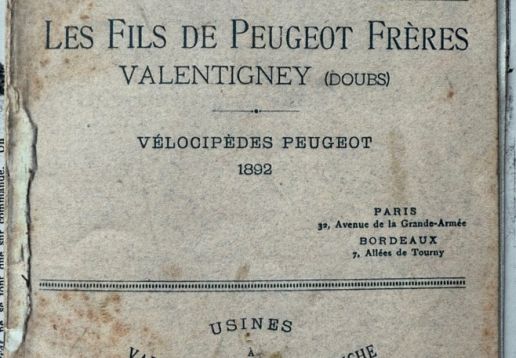 LES FILS DE PEUGEOT FRÈRES
VALENTIGNEY (DOUBS)
VÉLOCIPÈDES PEUGEOT
1892
PARIS
32, Avenue de la Grande-Armée
BORDEAUX
7, Allées de Tourny
USINES
A